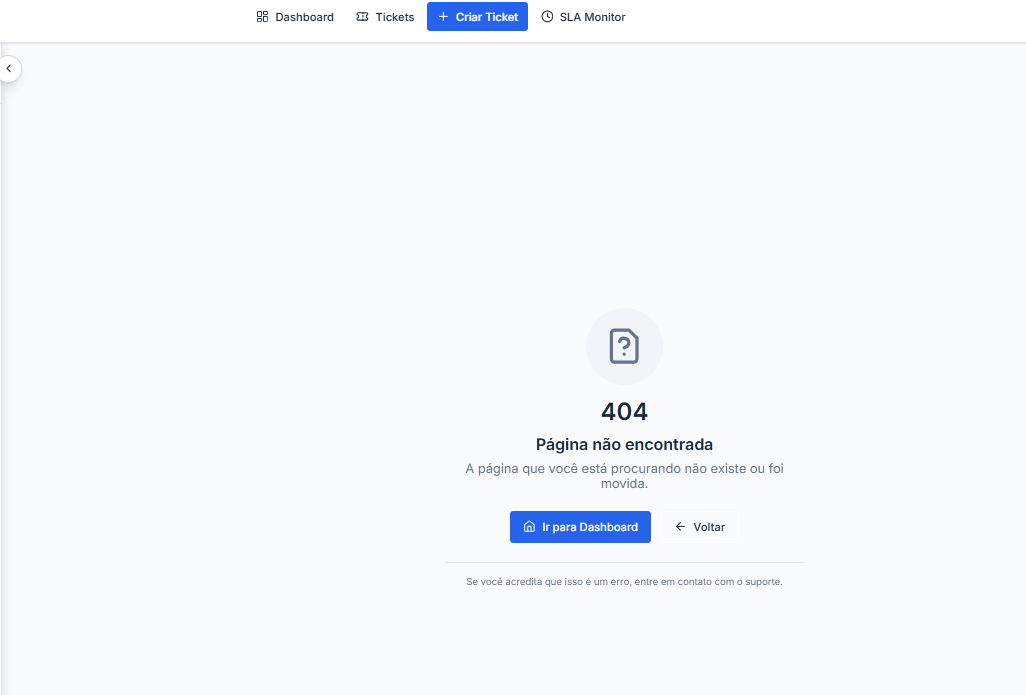 Dashboard Tickets Criar Ticket SLA Monitor
404
Página não encontrada
A página que você está procurando não existe ou foi
movida.
Ir para Dashboard Voltar
Se você acredita que isso é um erro, entre em contato com o suporte.